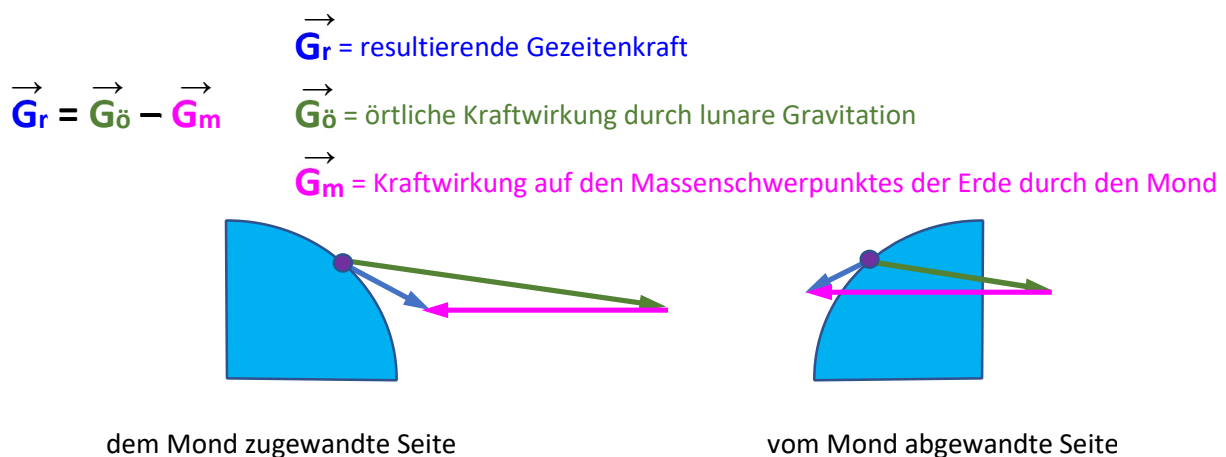 G⃗r = resultierende Gezeitenkraft
G⃗r = G⃗ö – G⃗m
G⃗ö = örtliche Kraftwirkung durch lunare Gravitation
G⃗m = Kraftwirkung auf den Massenschwerpunktes der Erde durch den Mond
dem Mond zugewandte Seite
vom Mond abgewandte Seite